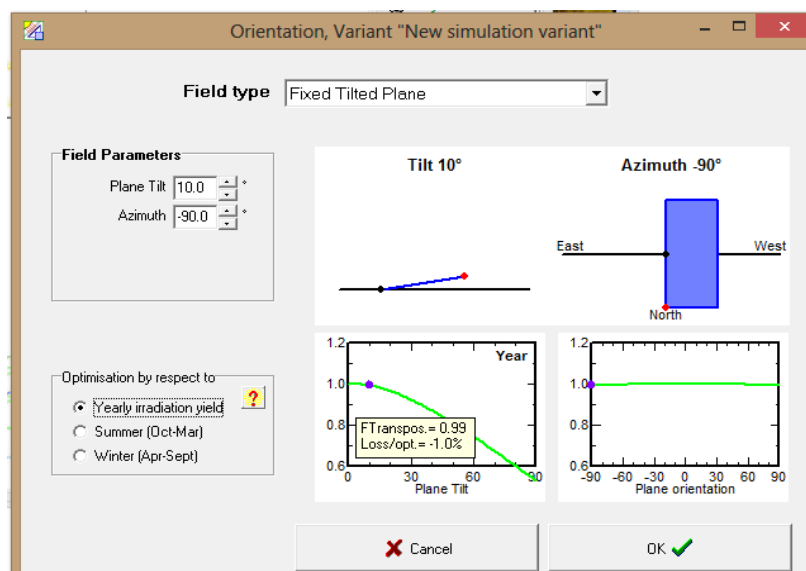 Orientation, Variant "New simulation variant"
Field type Fixed Tilted Plane
Field Parameters
Plane Tilt 10.0 °
Azimuth -90.0 °
Tilt 10°
Azimuth -90°
East West
North
Optimisation by respect to
Yearly irradiation yield ?
Summer (Oct-Mar)
Winter (Apr-Sept)
1.2 Year
1.0
0.8
0.6
FTranspos.= 0.99
Loss/opt.= -1.0%
0 30 60 90
Plane Tilt
1.2
1.0
0.8
0.6
-90 -60 -30 0 30 60 90
Plane orientation
Cancel
OK